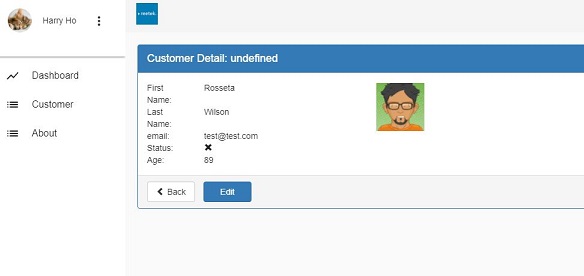 Harry Ho
Dashboard
Customer
About
Customer Detail: undefined
First Name: Rosseta
Last Name: Wilson
email: test@test.com
Status:
Age: 89
Back
Edit